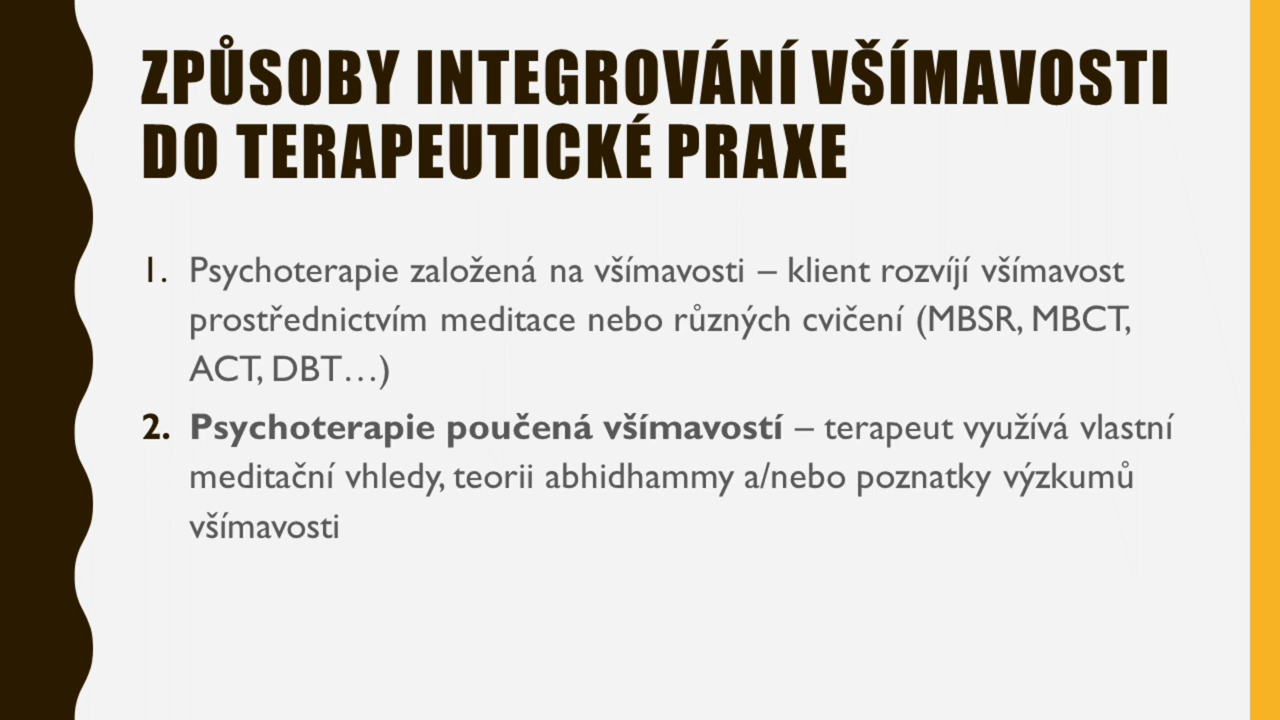 ZPŮSOBY INTEGROVÁNÍ VŠÍMAVOSTI
DO TERAPEUTICKÉ PRAXE
1. Psychoterapie založená na všímavosti – klient rozvíjí všímavost
prostřednictvím meditace nebo různých cvičení (MBSR, MBCT,
ACT, DBT…)
2. Psychoterapie poučená všímavostí – terapeut využívá vlastní
meditační vhledy, teorii abhidhammy a/nebo poznatky výzkumů
všímavosti